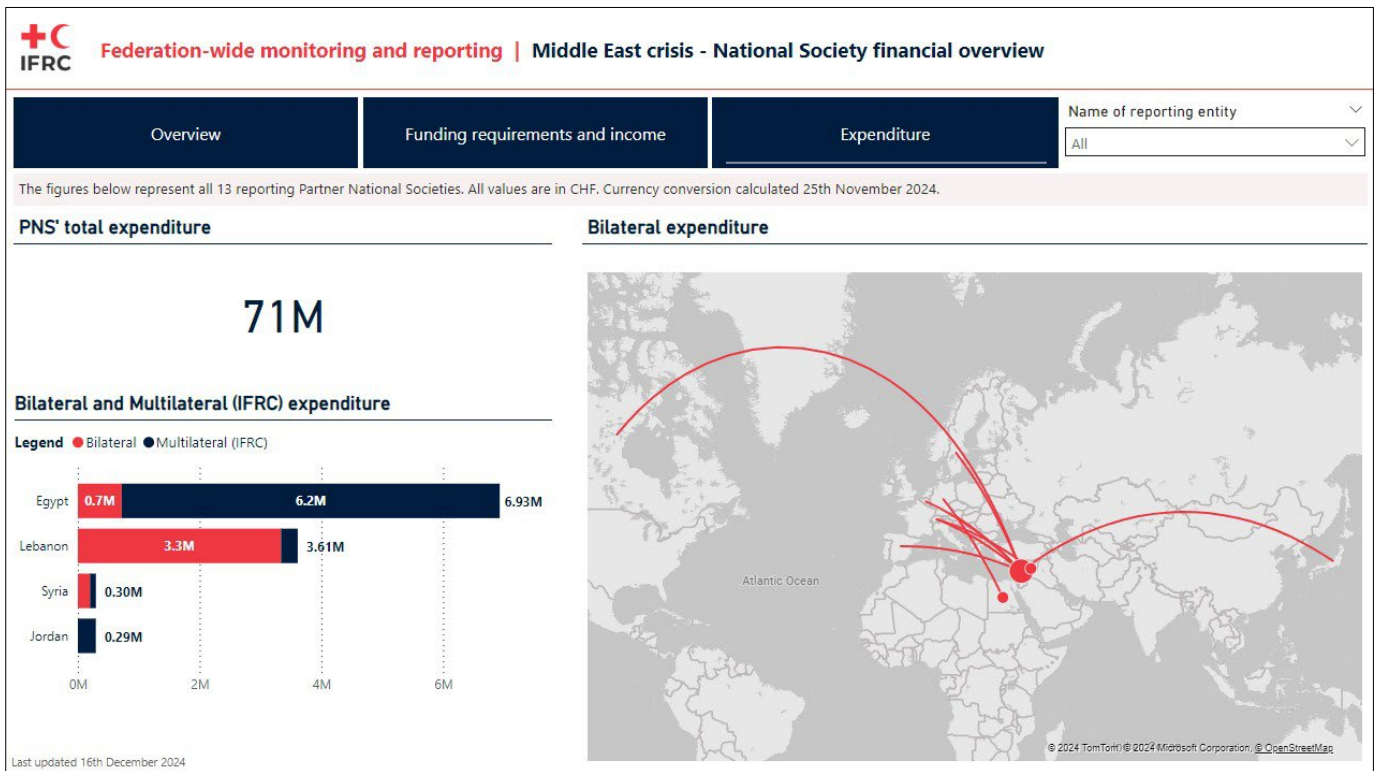 IFRC
Federation-wide monitoring and reporting | Middle East crisis - National Society financial overview
Overview
Funding requirements and income
Expenditure
Name of reporting entity
All
The figures below represent all 13 reporting Partner National Societies. All values are in CHF. Currency conversion calculated 25th November 2024.
PNS' total expenditure
71M
Bilateral and Multilateral (IFRC) expenditure
Legend Bilateral Multilateral (IFRC)
Egypt 0.7M 6.2M 6.93M
Lebanon 3.3M 3.61M
Syria 0.30M
Jordan 0.29M
0M 2M 4M 6M
Last updated 16th December 2024
Bilateral expenditure
Atlantic Ocean
© 2024 TomTom, © 2024 Microsoft Corporation, © OpenStreetMap